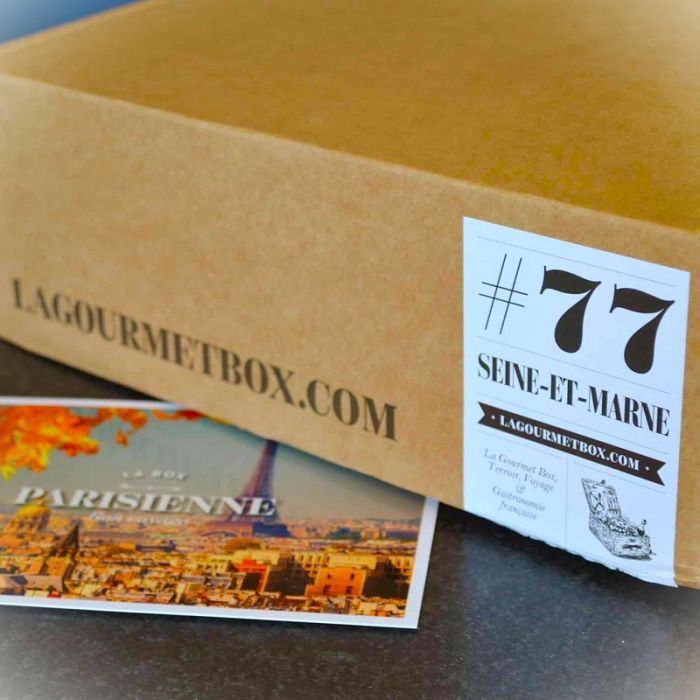 LAGOURMETBOX.COM
#77
SEINE-ET-MARNE
• LAGOURMETBOX.COM •
La Gourmet Box,
Terroir, Voyage
&
Gastronomie
française
LA BOX
PARISIENNE